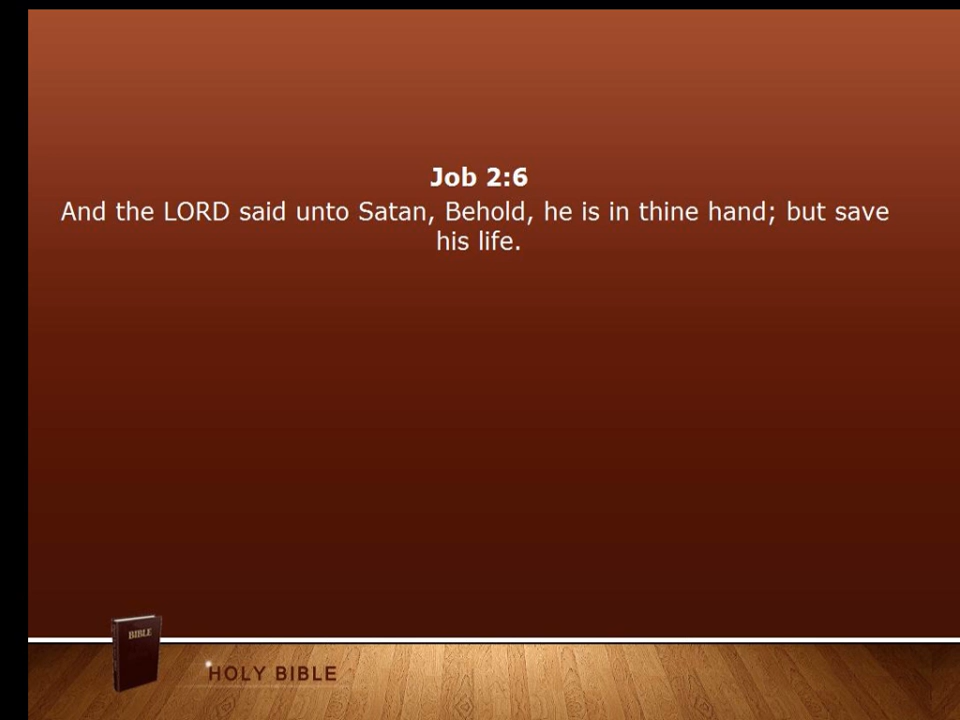 Job 2:6
And the LORD said unto Satan, Behold, he is in thine hand; but save
his life.
BIBLE
HOLY BIBLE